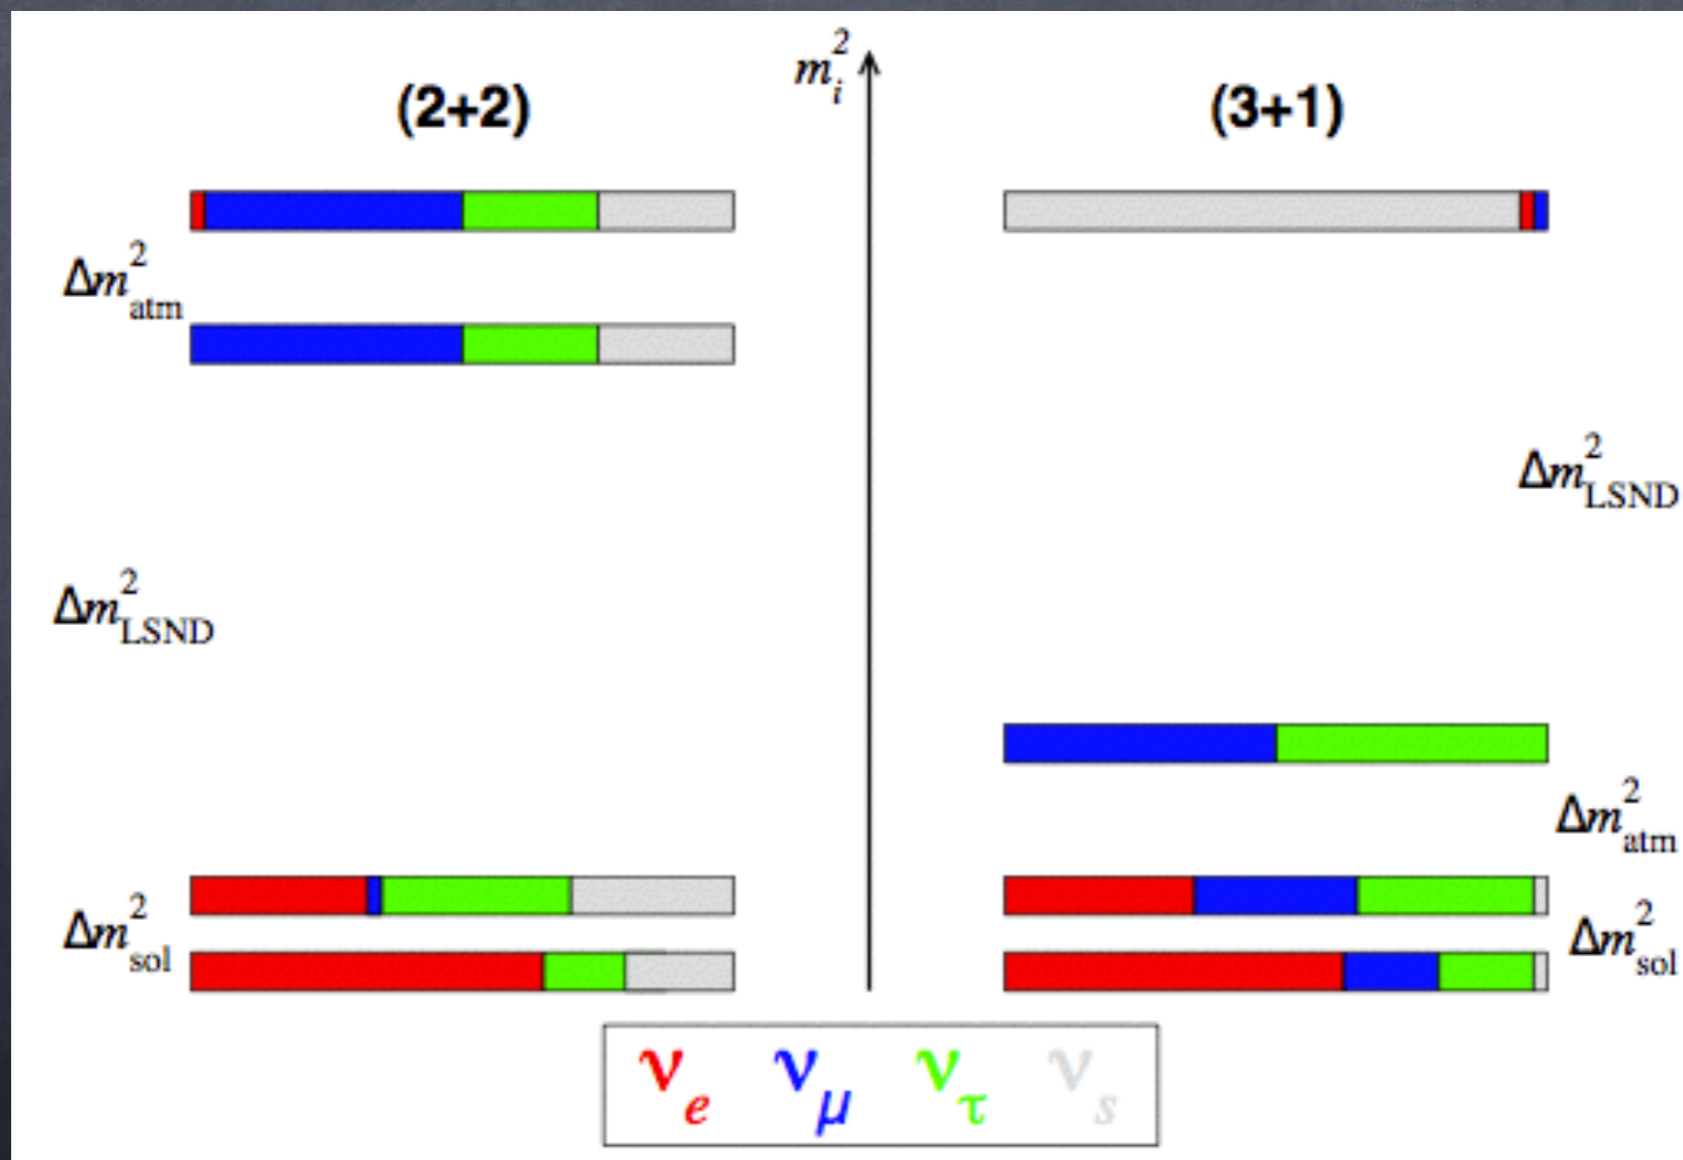 (2+2)
m_i^2
(3+1)
Δm^2_atm
Δm^2_LSND
Δm^2_sol
Δm^2_LSND
Δm^2_atm
Δm^2_sol
ν_e ν_μ ν_τ ν_s